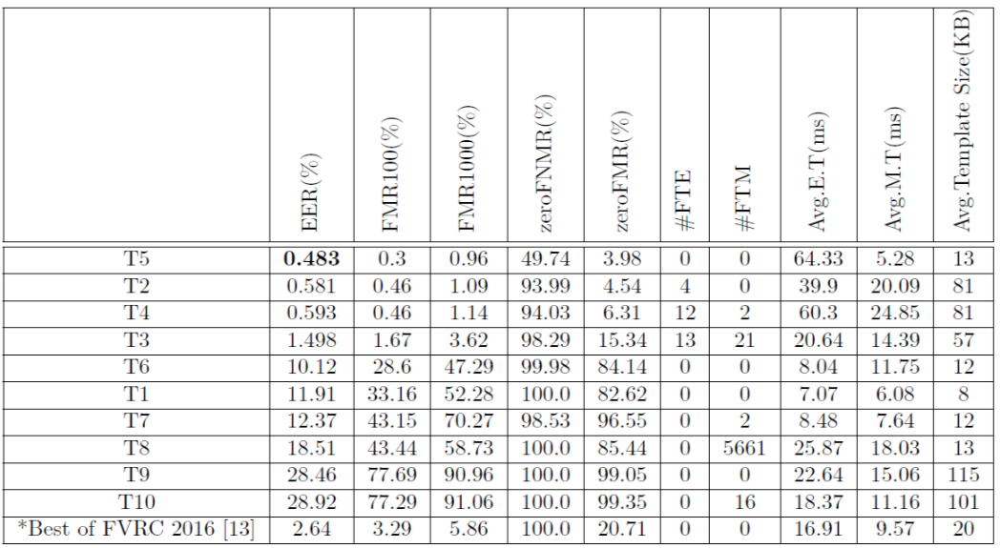 EER(%) FMR100(%) FMR1000(%) zeroFNMR(%) zeroFMR(%) #FTE #FTM Avg.E.T(ms) Avg.M.T(ms) Avg.Template Size(KB)
T5 0.483 0.3 0.96 49.74 3.98 0 0 64.33 5.28 13
T2 0.581 0.46 1.09 93.99 4.54 4 0 39.9 20.09 81
T4 0.593 0.46 1.14 94.03 6.31 12 2 60.3 24.85 81
T3 1.498 1.67 3.62 98.29 15.34 13 21 20.64 14.39 57
T6 10.12 28.6 47.29 99.98 84.14 0 0 8.04 11.75 12
T1 11.91 33.16 52.28 100.0 82.62 0 0 7.07 6.08 8
T7 12.37 43.15 70.27 98.53 96.55 0 2 8.48 7.64 12
T8 18.51 43.44 58.73 100.0 85.44 0 5661 25.87 18.03 13
T9 28.46 77.69 90.96 100.0 99.05 0 0 22.64 15.06 115
T10 28.92 77.29 91.06 100.0 99.35 0 16 18.37 11.16 101
*Best of FVRC 2016 [13] 2.64 3.29 5.86 100.0 20.71 0 0 16.91 9.57 20